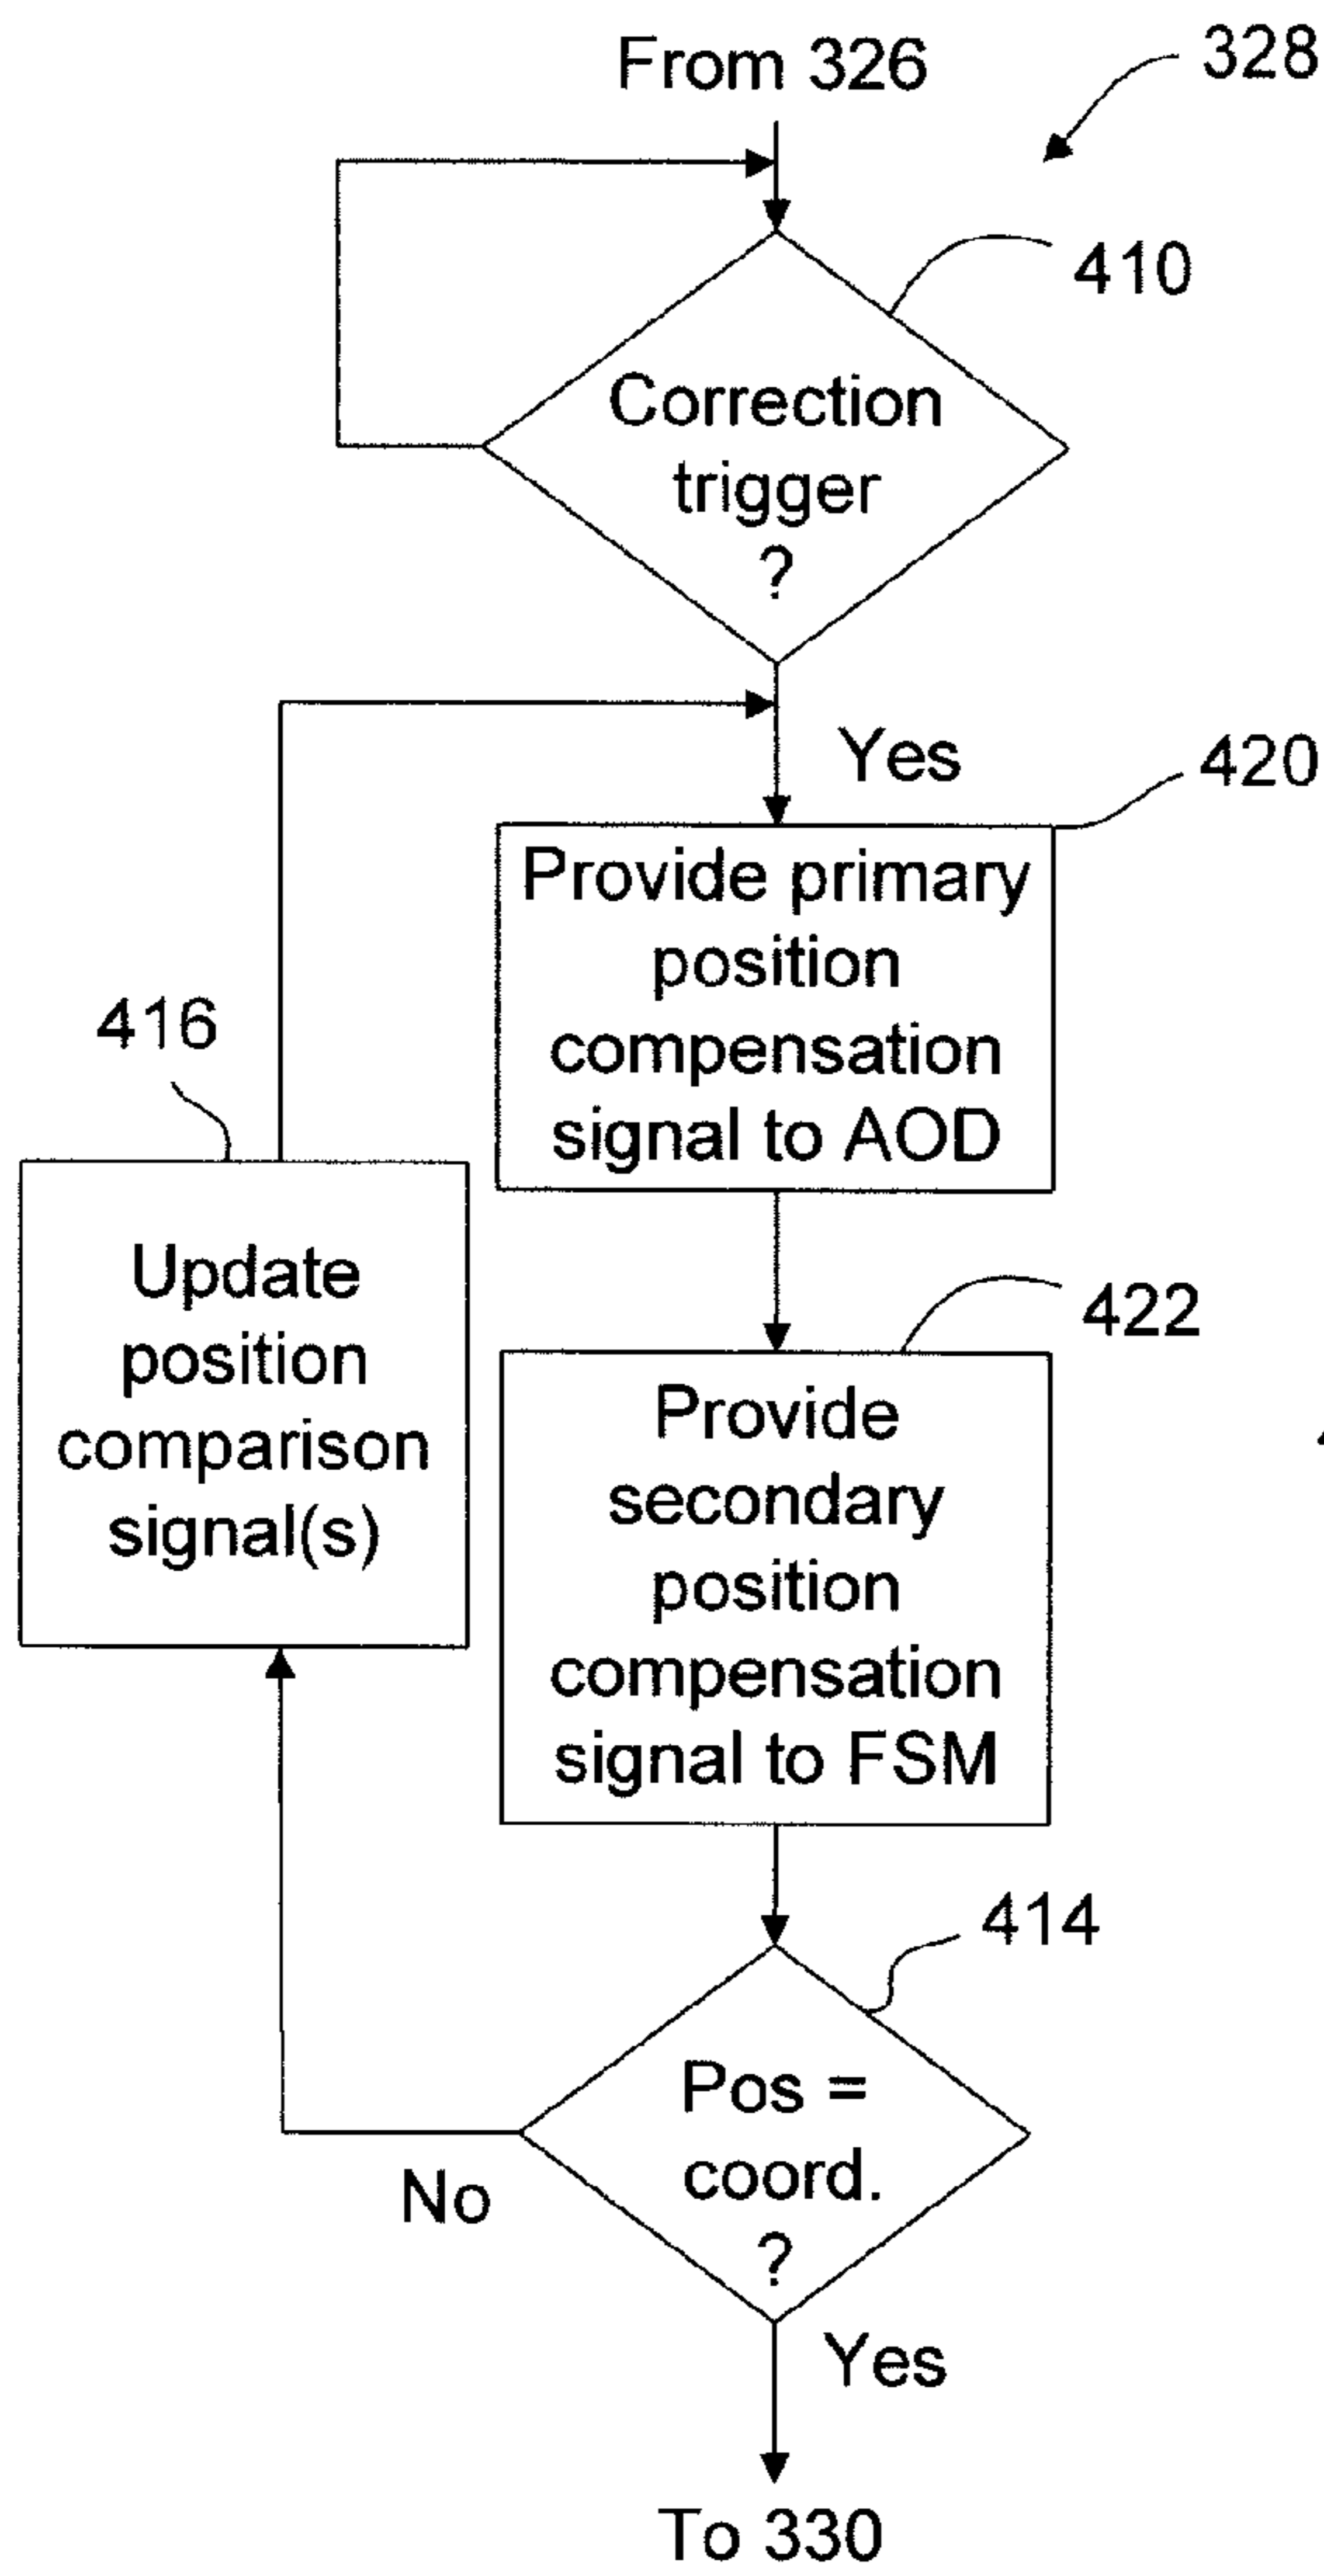 From 326
328
410
Correction
trigger
?
Yes
420
Provide primary
position
compensation
signal to AOD
416
Update
position
comparison
signal(s)
422
Provide
secondary
position
compensation
signal to FSM
414
Pos =
coord.
?
No
Yes
To 330